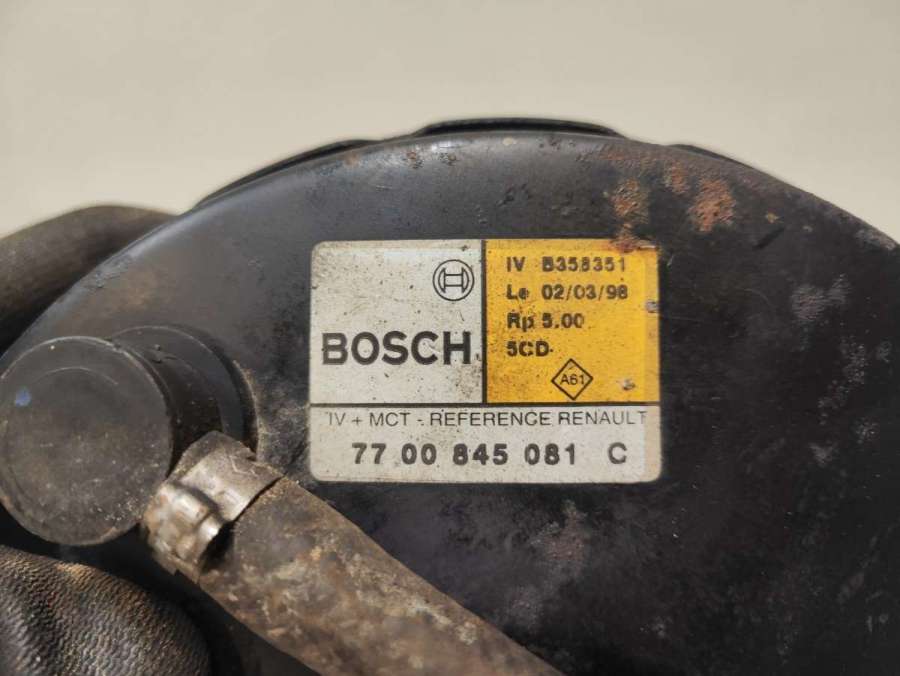 BOSCH
IV B358351
Le 02/03/98
Rp 5.00
5CD
A61
IV + MCT - REFERENCE RENAULT
77 00 845 081 C